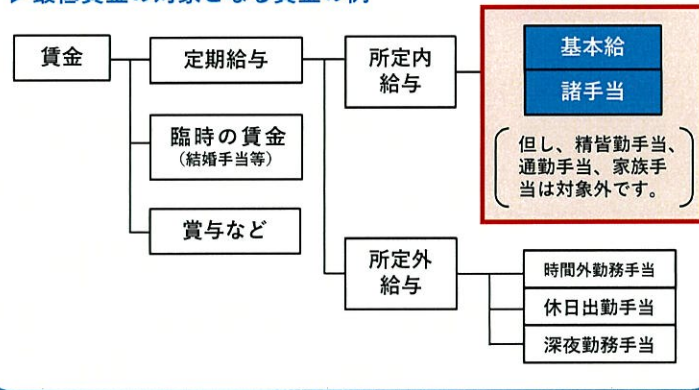 賃金
定期給与
所定内
給与
基本給
諸手当
但し、精皆勤手当、
通勤手当、家族手
当は対象外です。
臨時の賃金
(結婚手当等)
賞与など
所定外
給与
時間外勤務手当
休日出勤手当
深夜勤務手当